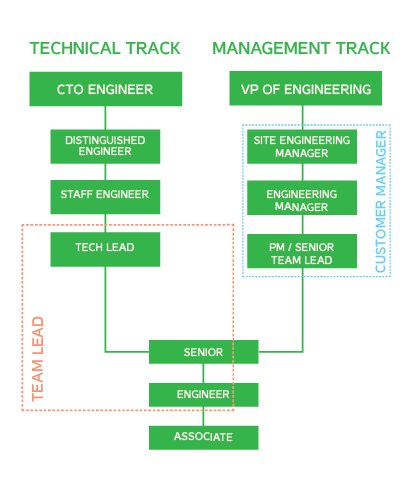 TECHNICAL TRACK
MANAGEMENT TRACK
CTO ENGINEER
VP OF ENGINEERING
DISTINGUISHED
ENGINEER
SITE ENGINEERING
MANAGER
STAFF ENGINEER
ENGINEERING
MANAGER
TECH LEAD
PM / SENIOR
TEAM LEAD
CUSTOMER MANAGER
SENIOR
ENGINEER
ASSOCIATE
TEAM LEAD